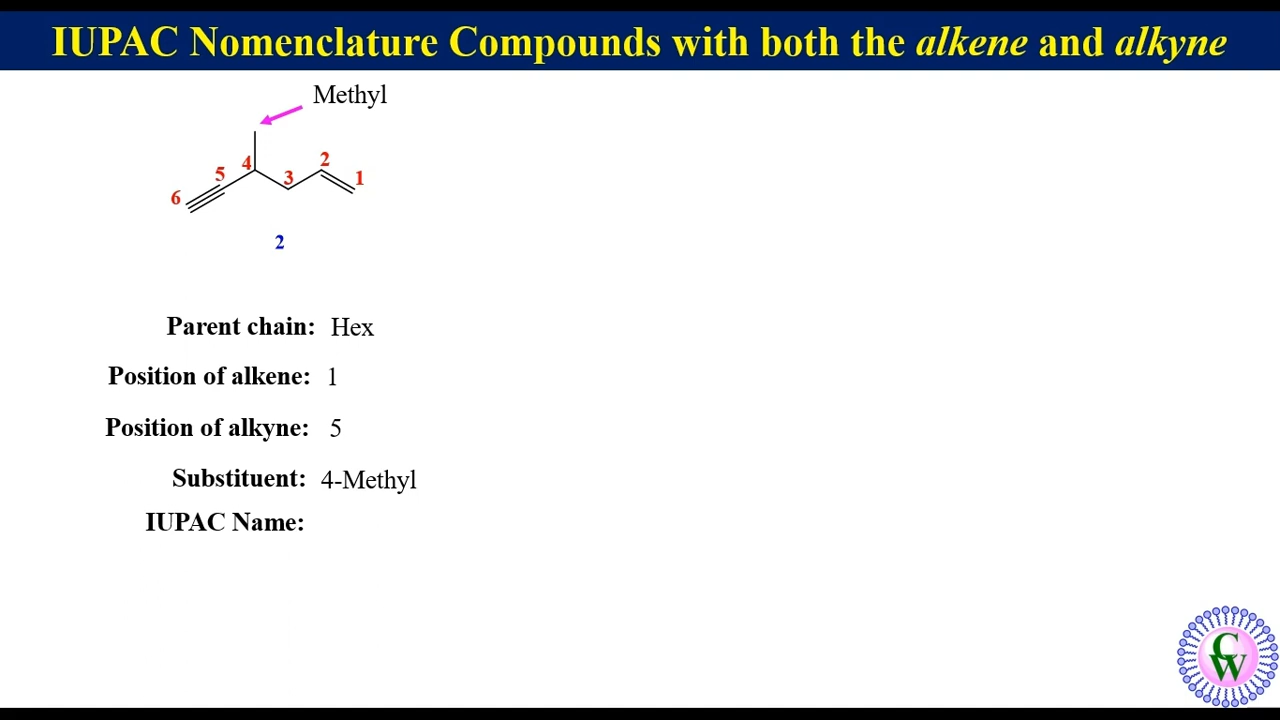 IUPAC Nomenclature Compounds with both the alkene and alkyne
Methyl
4
2
5
3
1
6
2
Parent chain: Hex
Position of alkene: 1
Position of alkyne: 5
Substituent: 4-Methyl
IUPAC Name:
C
W